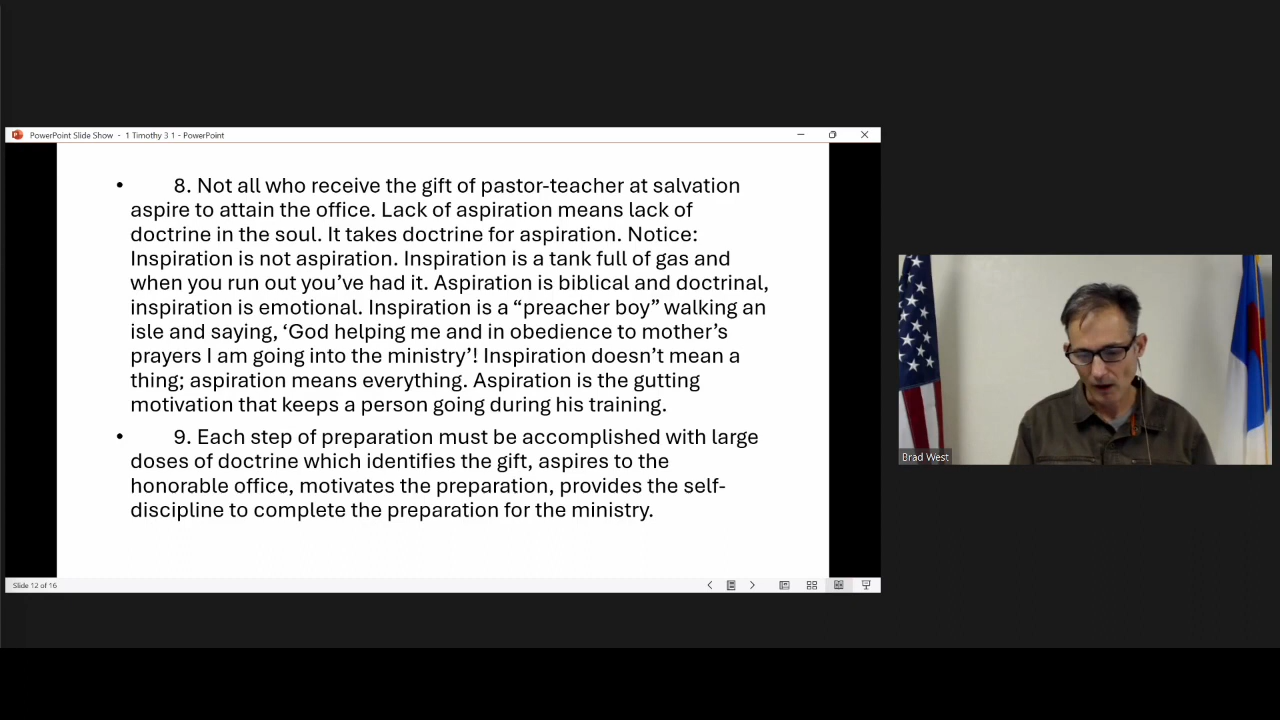 PowerPoint Slide Show - 1 Timothy 3 1 - PowerPoint
• 8. Not all who receive the gift of pastor-teacher at salvation
aspire to attain the office. Lack of aspiration means lack of
doctrine in the soul. It takes doctrine for aspiration. Notice:
Inspiration is not aspiration. Inspiration is a tank full of gas and
when you run out you’ve had it. Aspiration is biblical and doctrinal,
inspiration is emotional. Inspiration is a “preacher boy” walking an
isle and saying, ‘God helping me and in obedience to mother’s
prayers I am going into the ministry’! Inspiration doesn’t mean a
thing; aspiration means everything. Aspiration is the gutting
motivation that keeps a person going during his training.
• 9. Each step of preparation must be accomplished with large
doses of doctrine which identifies the gift, aspires to the
honorable office, motivates the preparation, provides the self-
discipline to complete the preparation for the ministry.
Slide 12 of 16
Brad West